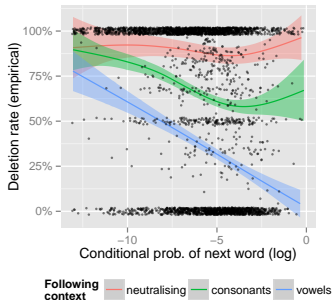 100%
75%
50%
25%
0%
Deletion rate (empirical)
−10 −5 0
Conditional prob. of next word (log)
Following context
neutralising consonants vowels